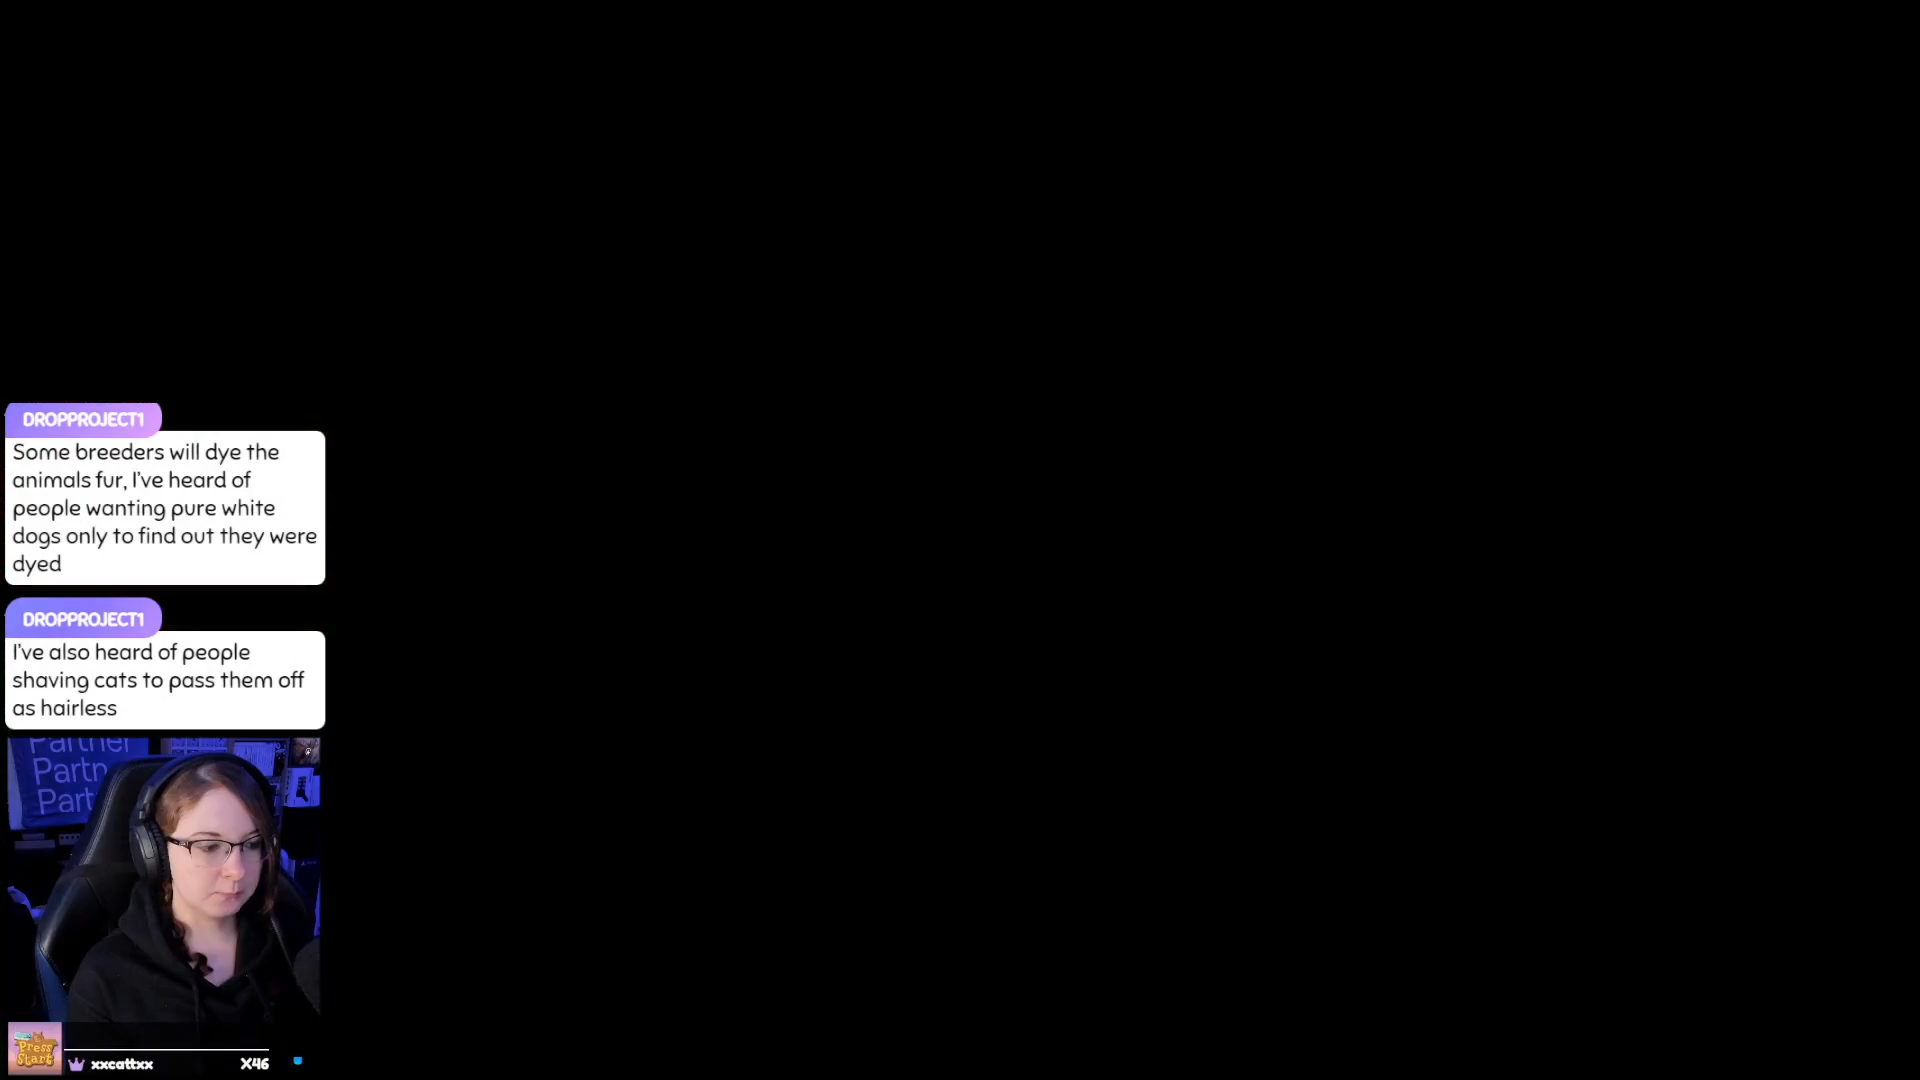 DROPPROJECT1
Some breeders will dye the
animals fur, I've heard of
people wanting pure white
dogs only to find out they were
dyed
DROPPROJECT1
I've also heard of people
shaving cats to pass them off
as hairless
Partner
Partn
Part
Press
Start
xxcattxx X46